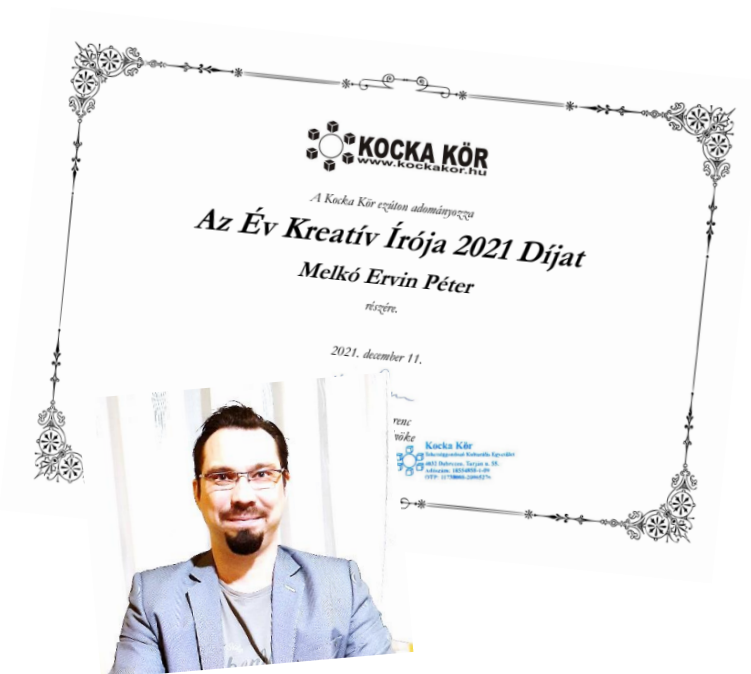 KOCKA KÖR
www.kockakor.hu
A Kocka Kör ezúton adományozza
Az Év Kreatív Írója 2021 Díjat
Melkó Ervin Péter
részére.
2021. december 11.
Kocka Kör